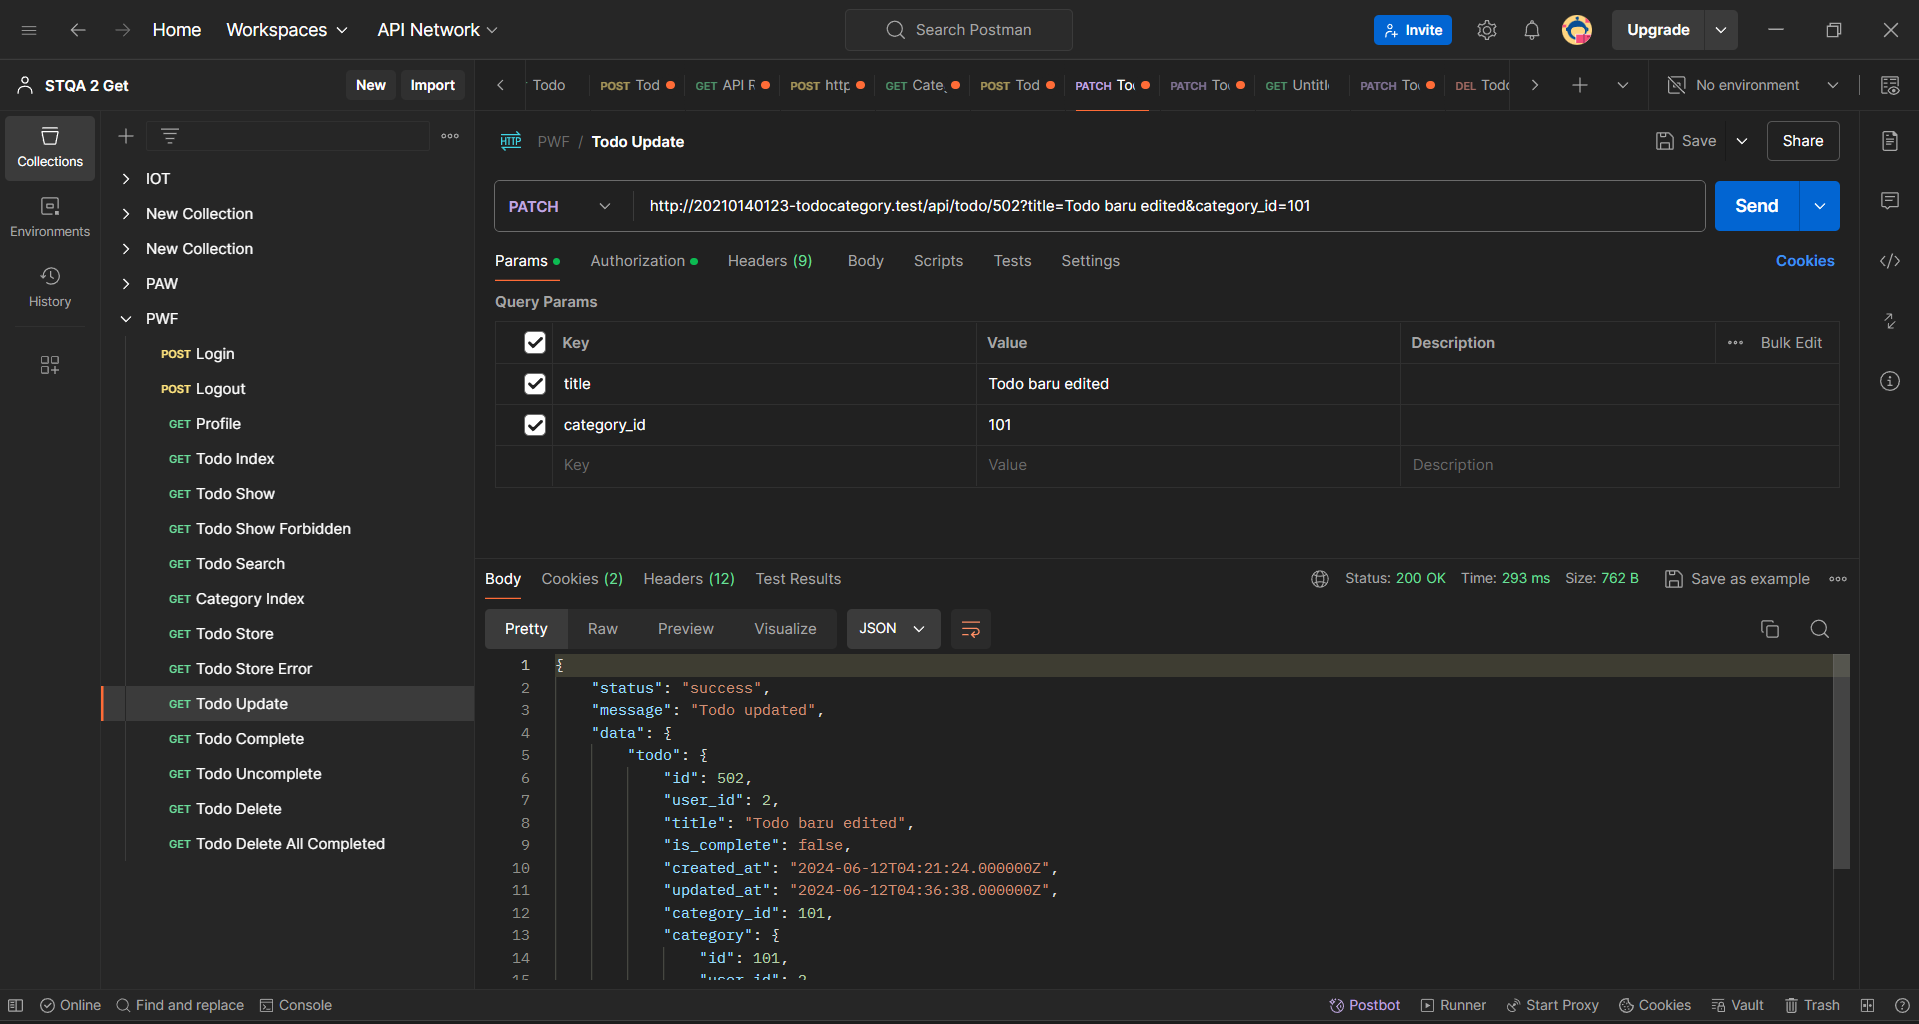 Home Workspaces API Network Search Postman Invite Upgrade
STQA 2 Get New Import Todo POST Tod GET API POST http GET Cate POST Tod PATCH To PATCH To GET Untitl PATCH To DEL Todo No environment
Collections
Environments
History
IOT
New Collection
New Collection
PAW
PWF
POST Login
POST Logout
GET Profile
GET Todo Index
GET Todo Show
GET Todo Show Forbidden
GET Todo Search
GET Category Index
GET Todo Store
GET Todo Store Error
GET Todo Update
GET Todo Complete
GET Todo Uncomplete
GET Todo Delete
GET Todo Delete All Completed
HTTP PWF / Todo Update Save Share
PATCH http://20210140123-todocategory.test/api/todo/502?title=Todo baru edited&category_id=101 Send
Params Authorization Headers (9) Body Scripts Tests Settings Cookies
Query Params
Key Value Description Bulk Edit
title Todo baru edited
category_id 101
Key Value Description
Body Cookies (2) Headers (12) Test Results Status: 200 OK Time: 293 ms Size: 762 B Save as example
Pretty Raw Preview Visualize JSON
1 {
2 "status": "success",
3 "message": "Todo updated",
4 "data": {
5 "todo": {
6 "id": 502,
7 "user_id": 2,
8 "title": "Todo baru edited",
9 "is_complete": false,
10 "created_at": "2024-06-12T04:21:24.000000Z",
11 "updated_at": "2024-06-12T04:36:38.000000Z",
12 "category_id": 101,
13 "category": {
14 "id": 101,
15 "user_id": 2
Online Find and replace Console Postbot Runner Start Proxy Cookies Vault Trash